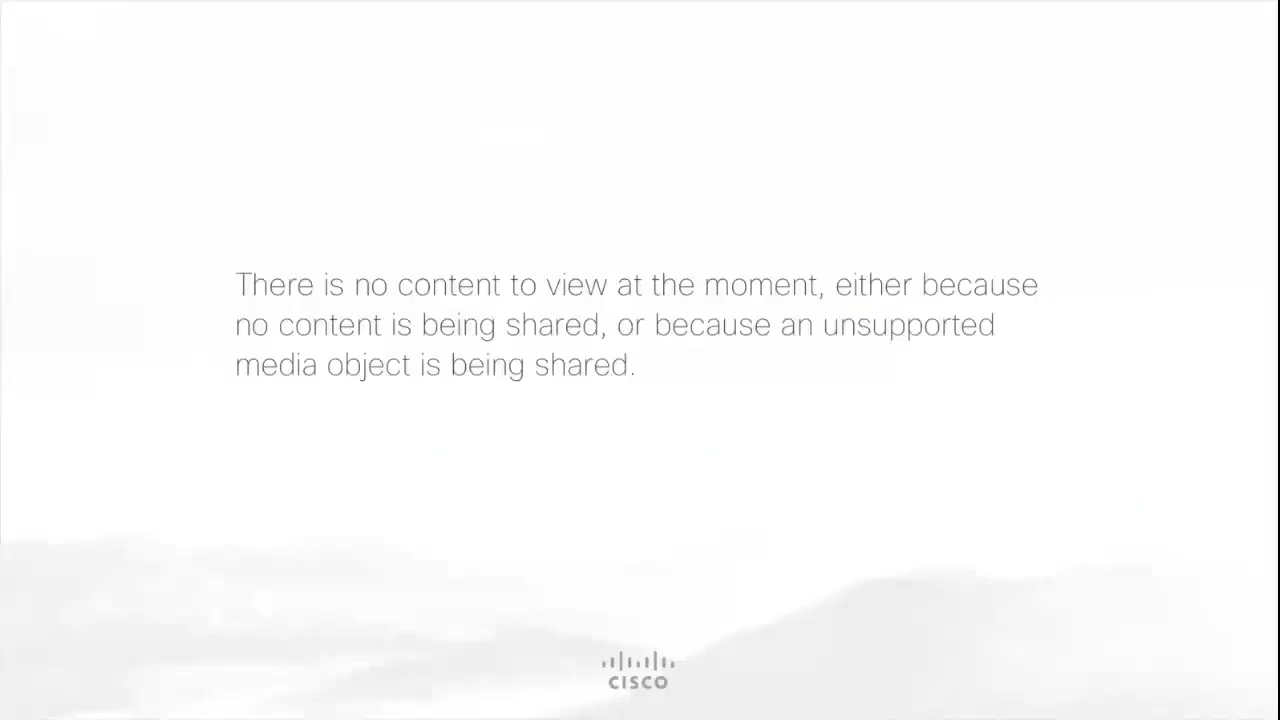 There is no content to view at the moment, either because
no content is being shared, or because an unsupported
media object is being shared.
CISCO